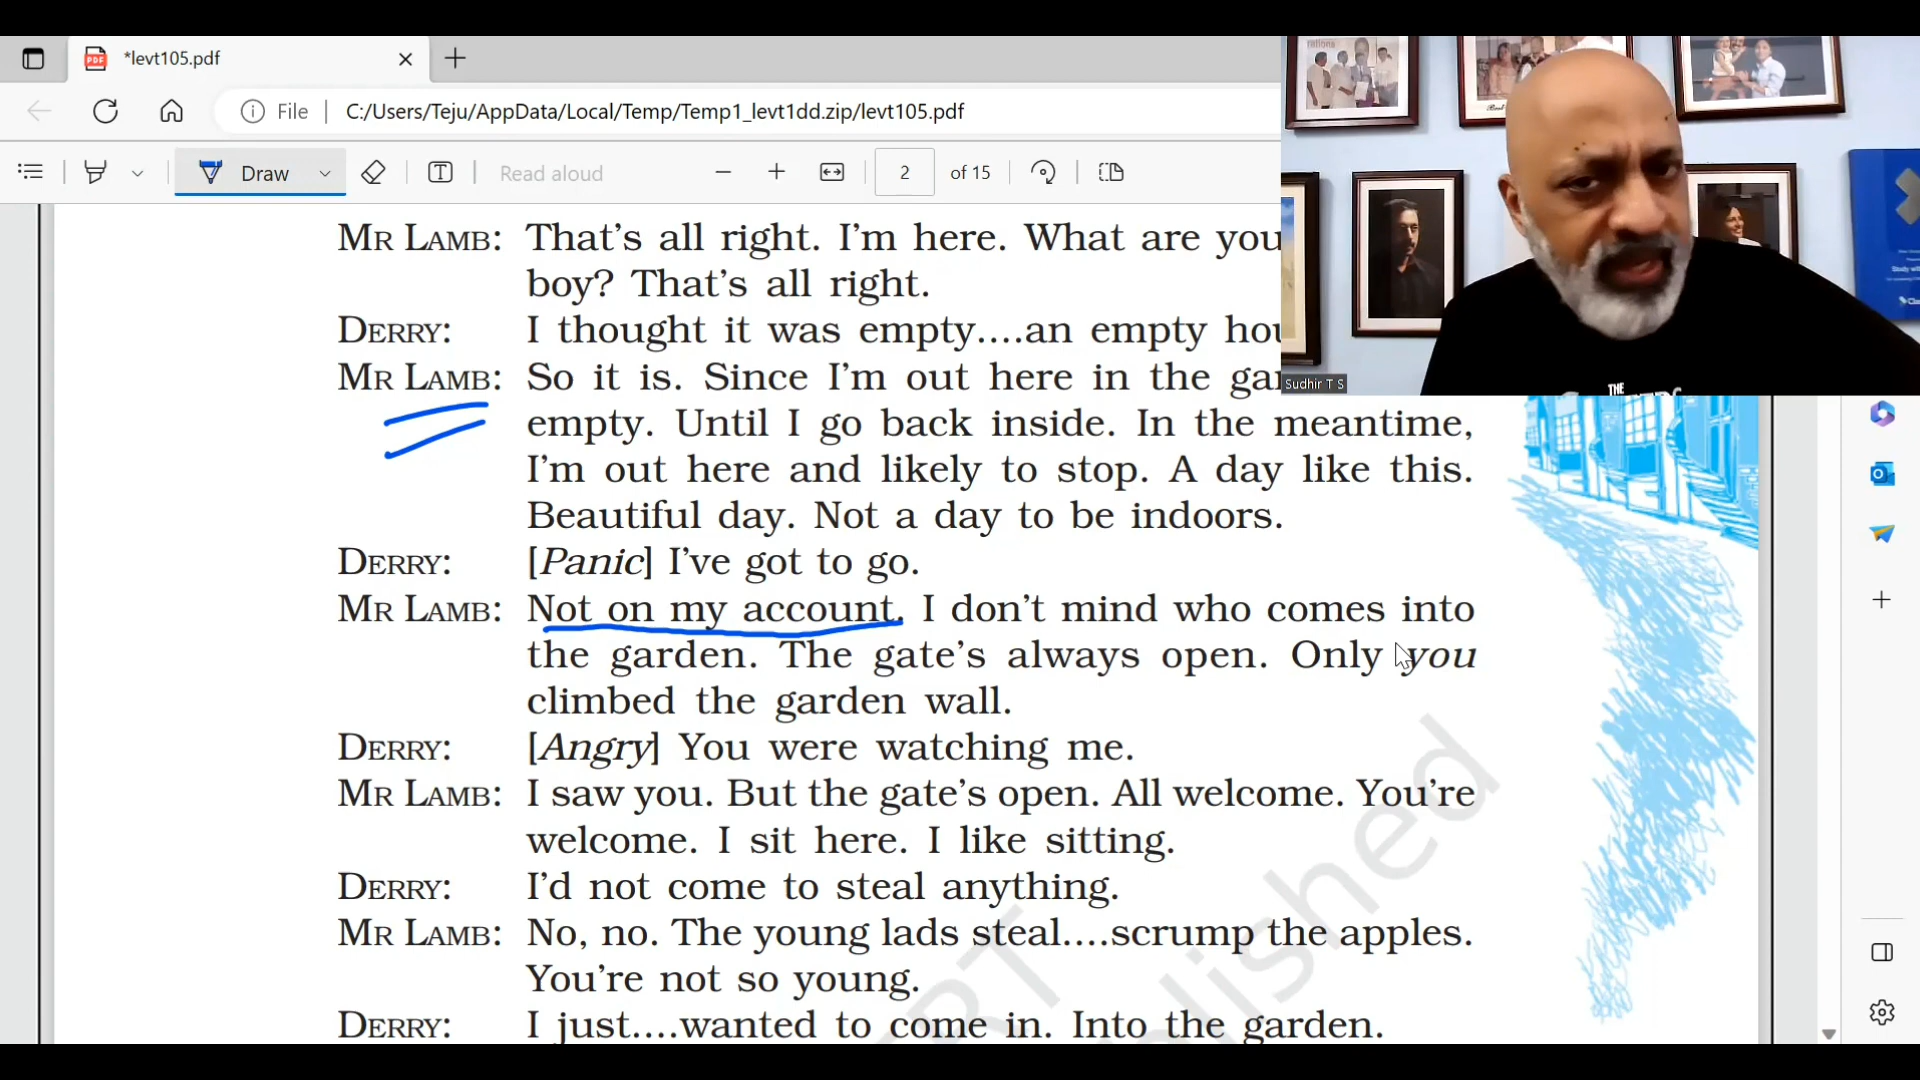 *levt105.pdf
File
C:/Users/Teju/AppData/Local/Temp/Temp1_levt1dd.zip/levt105.pdf
Draw
Read aloud
2 of 15
MR LAMB: That's all right. I'm here. What are you
boy? That's all right.
DERRY: I thought it was empty....an empty
MR LAMB: So it is. Since I'm out here in the
empty. Until I go back inside. In the meantime,
I'm out here and likely to stop. A day like this.
Beautiful day. Not a day to be indoors.
DERRY: [Panic] I've got to go.
MR LAMB: Not on my account. I don't mind who comes into
the garden. The gate's always open. Only you
climbed the garden wall.
DERRY: [Angry] You were watching me.
MR LAMB: I saw you. But the gate's open. All welcome. You're
welcome. I sit here. I like sitting.
DERRY: I'd not come to steal anything.
MR LAMB: No, no. The young lads steal....scrump the apples.
You're not so young.
DERRY: I just....wanted to come in. Into the garden.
Sudhir T S
THE